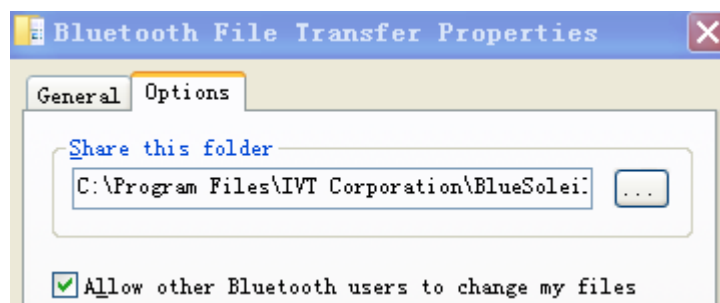 Bluetooth File Transfer Properties
General Options
Share this folder
C:\Program Files\IVT Corporation\BlueSolei
...
Allow other Bluetooth users to change my files